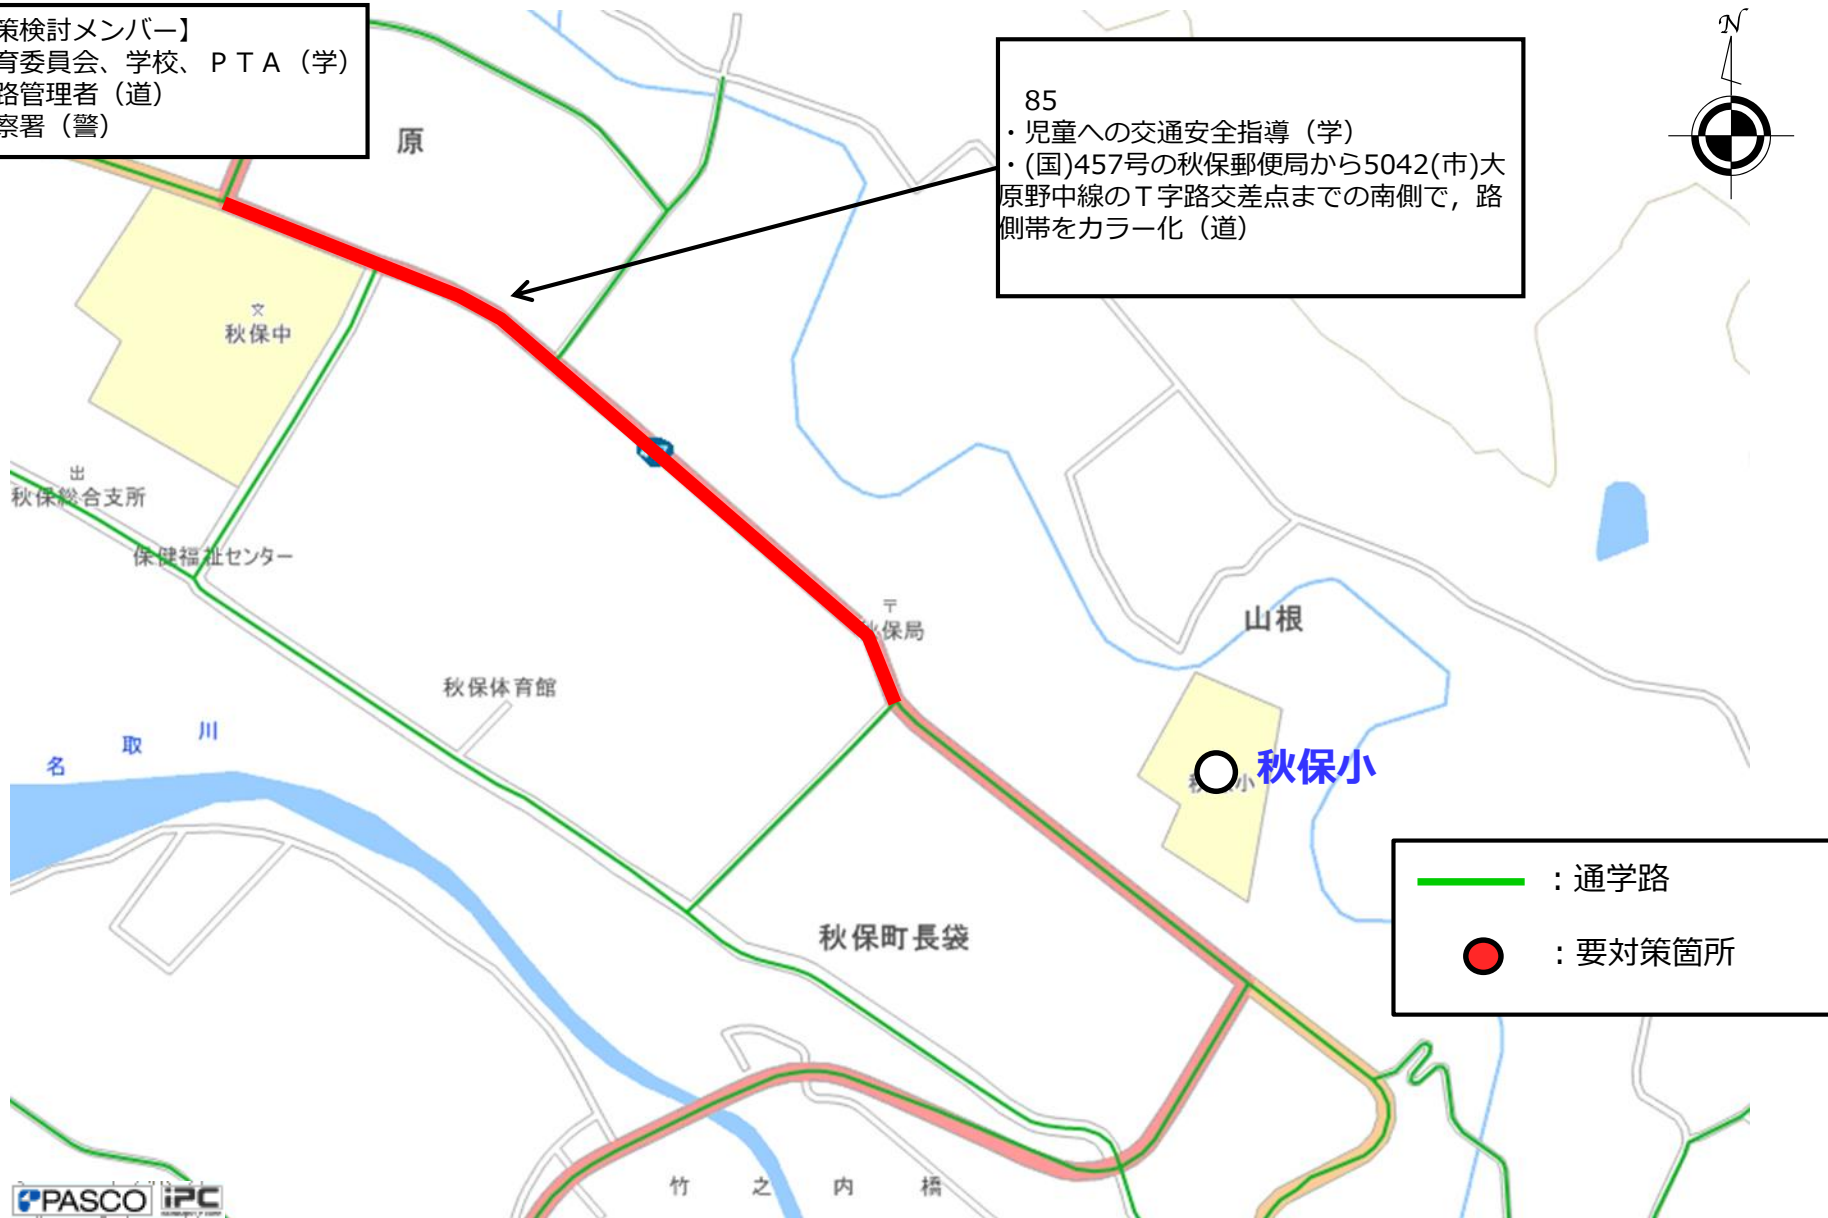 策検討メンバー】
育委員会、学校、ＰＴＡ（学）
路管理者（道）
察署（警）
N
85
・児童への交通安全指導（学）
・(国)457号の秋保郵便局から5042(市)大
原野中線のＴ字路交差点までの南側で，路
側帯をカラー化（道）
原
文
秋保中
出
秋保総合支所
保健福祉センター
〒
秋保局
山根
秋保体育館
名取川
秋保小
秋保町長袋
：通学路
：要対策箇所
竹之内橋
PASCO iPC